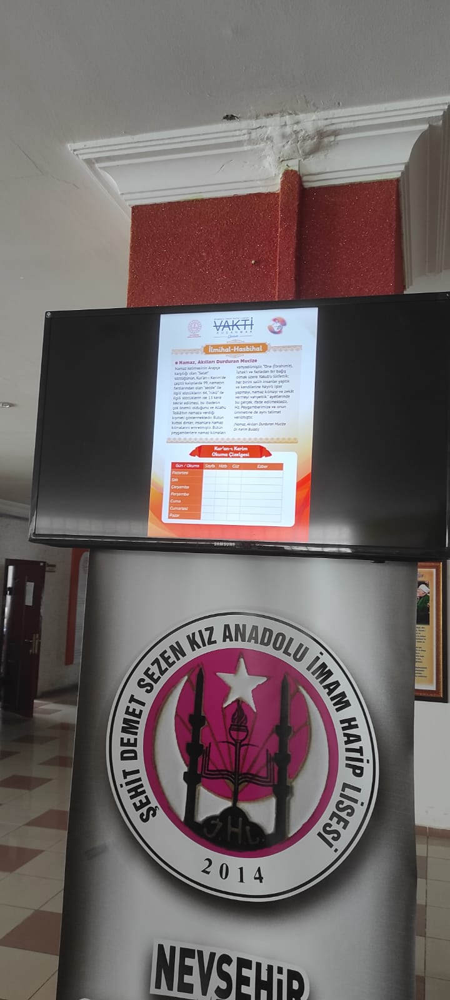 VAKTİ
KUŞANMAK
İlmihal-Hasbihal
Namaz, Akılları Durduran Mucize
Namaz kelimesinin Arapça
karşılığı olan "Salat"
sözcüğünün, Kur'an-ı Kerim'de
çeşitli kalıplarda 99, namazın
farzlarından olan "secde" ile
ilgili sözcüklerin 64, "rükû" ile
ilgili sözcüklerin ise 13 kere
tekrar edilmesi, bu ibadetin
çok önemli olduğunu ve Allahu
Teâlâ'nın namaza verdiği
kıymeti göstermektedir. Bütün
kutsal dinler, insanlara namaz
kılmalarını emretmiştir. Bütün
peygamberlere namaz kılmaları
vahyedilmiştir. "Ona (İbrahim'e),
İshak'ı ve fazladan bir bağış
olmak üzere Yakub'u lütfettik;
her birini salih insanlar yaptık
ve kendilerine hayırlı işler
yapmayı, namaz kılmayı ve zekât
vermeyi vahyettik." ayetlerinde
bu gerçek, ifade edilmektedir.
Hz. Peygamberimize ve onun
ümmetine de aynı talimat
verilmiştir.
(Namaz, Akılları Durduran Mucize
Dr. Kerim Buladı)
Kur'an-ı Kerim
Okuma Çizelgesi
Gün / Okuma Sayfa Hizb Cüz Ezber
Pazartesi
Salı
Çarşamba
Perşembe
Cuma
Cumartesi
Pazar
SAMSUNG
ŞEHİT DEMET SEZEN KIZ ANADOLU İMAM HATİP LİSESİ
İ.H.L.
2014
NEVŞEHİR